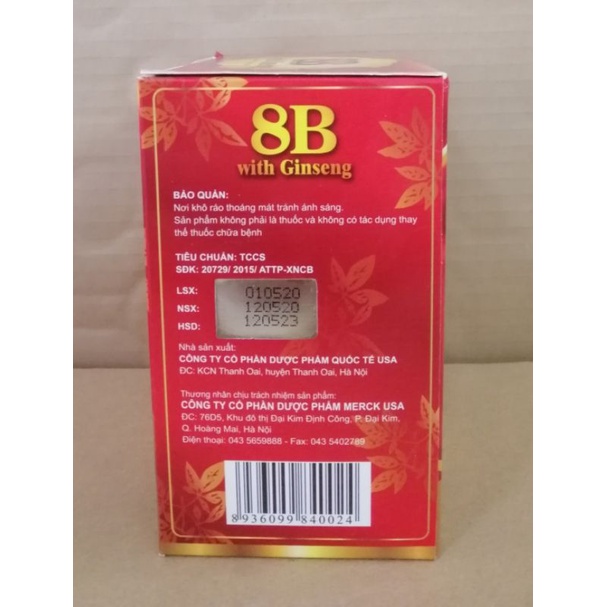 8B
with Ginseng
BẢO QUẢN:
Nơi khô ráo thoáng mát tránh ánh sáng.
Sản phẩm không phải là thuốc và không có tác dụng thay
thế thuốc chữa bệnh
TIÊU CHUẨN: TCCS
SĐK: 20729/ 2015/ ATTP-XNCB
LSX: 010520
NSX: 120520
HSD: 120523
Nhà sản xuất:
CÔNG TY CỔ PHẦN DƯỢC PHẨM QUỐC TẾ USA
ĐC: KCN Thanh Oai, huyện Thanh Oai, Hà Nội
Thương nhân chịu trách nhiệm sản phẩm:
CÔNG TY CỔ PHẦN DƯỢC PHẨM MERCK USA
ĐC: 76D5, Khu đô thị Đại Kim Định Công, P. Đại Kim,
Q. Hoàng Mai, Hà Nội
Điện thoại: 043 5659868 - Fax: 043 5402789
8936099 840024